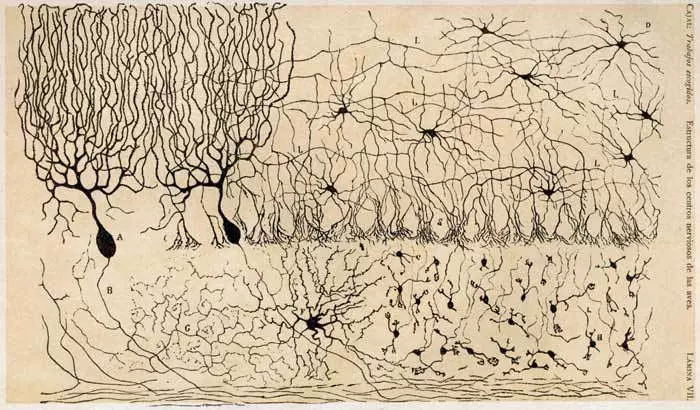 CAJAL: Trabajos escogidos. Estructura de los centros nerviosos de las aves. LÁMINA VII
D
L
L
L
L
L
A
S
B
G
H